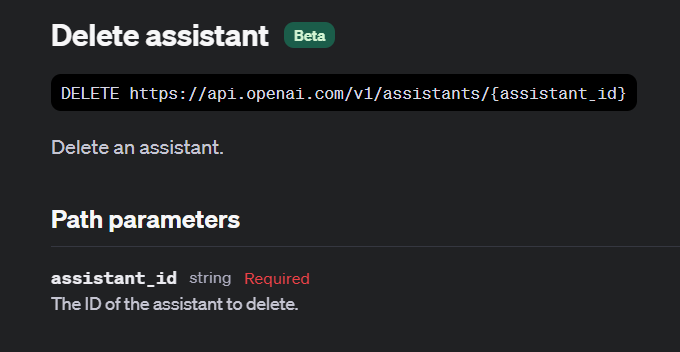 Delete assistant Beta
DELETE https://api.openai.com/v1/assistants/{assistant_id}
Delete an assistant.
Path parameters
assistant_id string Required
The ID of the assistant to delete.